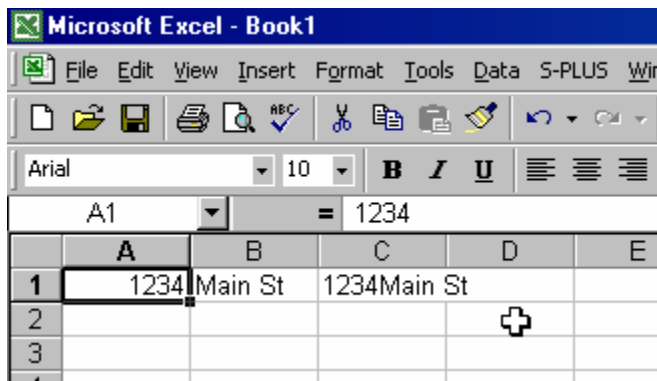 Microsoft Excel - Book1
File Edit View Insert Format Tools Data S-PLUS
ABC
Arial 10 B I U
A1 = 1234
A B C D E
1 1234 Main St 1234Main St
2
3